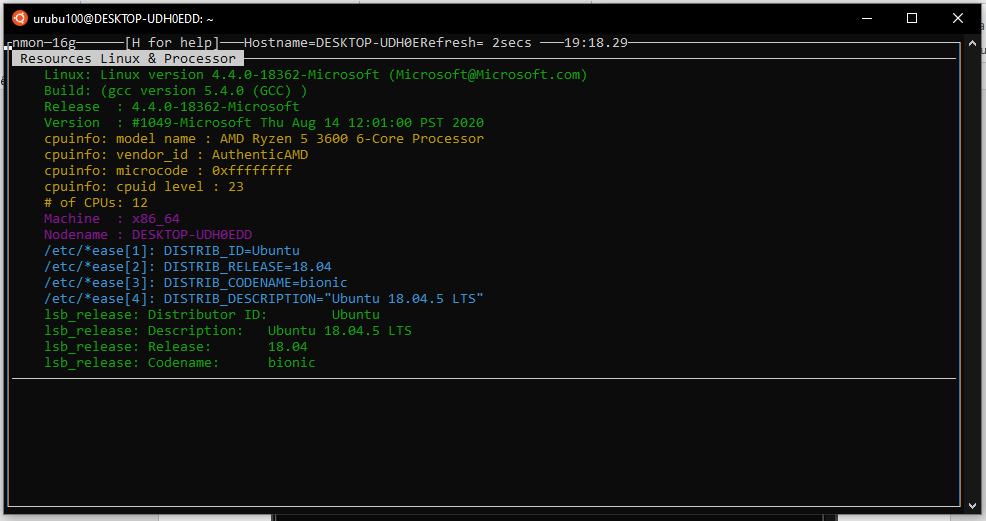 urubu100@DESKTOP-UDH0EDD: ~
nmon─16g──────[H for help]───Hostname=DESKTOP-UDH0ERefresh= 2secs ───19:18.29
Resources Linux & Processor
Linux: Linux version 4.4.0-18362-Microsoft (Microsoft@Microsoft.com)
Build: (gcc version 5.4.0 (GCC) )
Release  : 4.4.0-18362-Microsoft
Version  : #1049-Microsoft Thu Aug 14 12:01:00 PST 2020
cpuinfo: model name : AMD Ryzen 5 3600 6-Core Processor
cpuinfo: vendor_id : AuthenticAMD
cpuinfo: microcode : 0xffffffff
cpuinfo: cpuid level : 23
# of CPUs: 12
Machine  : x86_64
Nodename : DESKTOP-UDH0EDD
/etc/*ease[1]: DISTRIB_ID=Ubuntu
/etc/*ease[2]: DISTRIB_RELEASE=18.04
/etc/*ease[3]: DISTRIB_CODENAME=bionic
/etc/*ease[4]: DISTRIB_DESCRIPTION="Ubuntu 18.04.5 LTS"
lsb_release: Distributor ID:        Ubuntu
lsb_release: Description:   Ubuntu 18.04.5 LTS
lsb_release: Release:       18.04
lsb_release: Codename:      bionic